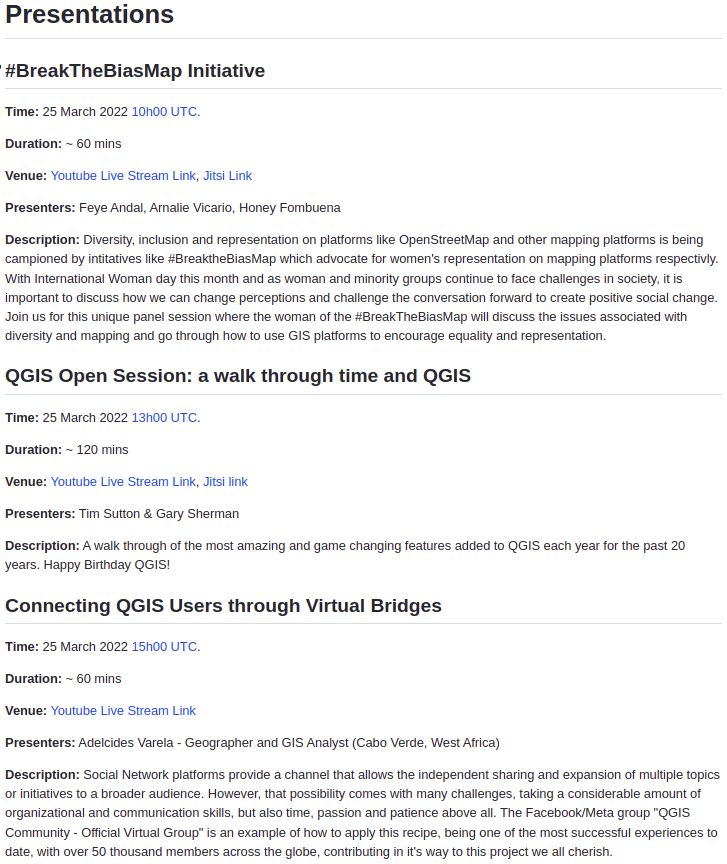 Presentations
#BreakTheBiasMap Initiative
Time: 25 March 2022 10h00 UTC.
Duration: ~ 60 mins
Venue: Youtube Live Stream Link, Jitsi Link
Presenters: Feye Andal, Arnalie Vicario, Honey Fombuena
Description: Diversity, inclusion and representation on platforms like OpenStreetMap and other mapping platforms is being
campioned by intitatives like #BreaktheBiasMap which advocate for women's representation on mapping platforms respectivly.
With International Woman day this month and as woman and minority groups continue to face challenges in society, it is
important to discuss how we can change perceptions and challenge the conversation forward to create positive social change.
Join us for this unique panel session where the woman of the #BreakTheBiasMap will discuss the issues associated with
diversity and mapping and go through how to use GIS platforms to encourage equality and representation.
QGIS Open Session: a walk through time and QGIS
Time: 25 March 2022 13h00 UTC.
Duration: ~ 120 mins
Venue: Youtube Live Stream Link, Jitsi link
Presenters: Tim Sutton & Gary Sherman
Description: A walk through of the most amazing and game changing features added to QGIS each year for the past 20
years. Happy Birthday QGIS!
Connecting QGIS Users through Virtual Bridges
Time: 25 March 2022 15h00 UTC.
Duration: ~ 60 mins
Venue: Youtube Live Stream Link
Presenters: Adelcides Varela - Geographer and GIS Analyst (Cabo Verde, West Africa)
Description: Social Network platforms provide a channel that allows the independent sharing and expansion of multiple topics
or initiatives to a broader audience. However, that possibility comes with many challenges, taking a considerable amount of
organizational and communication skills, but also time, passion and patience above all. The Facebook/Meta group "QGIS
Community - Official Virtual Group" is an example of how to apply this recipe, being one of the most successful experiences to
date, with over 50 thousand members across the globe, contributing in it's way to this project we all cherish.